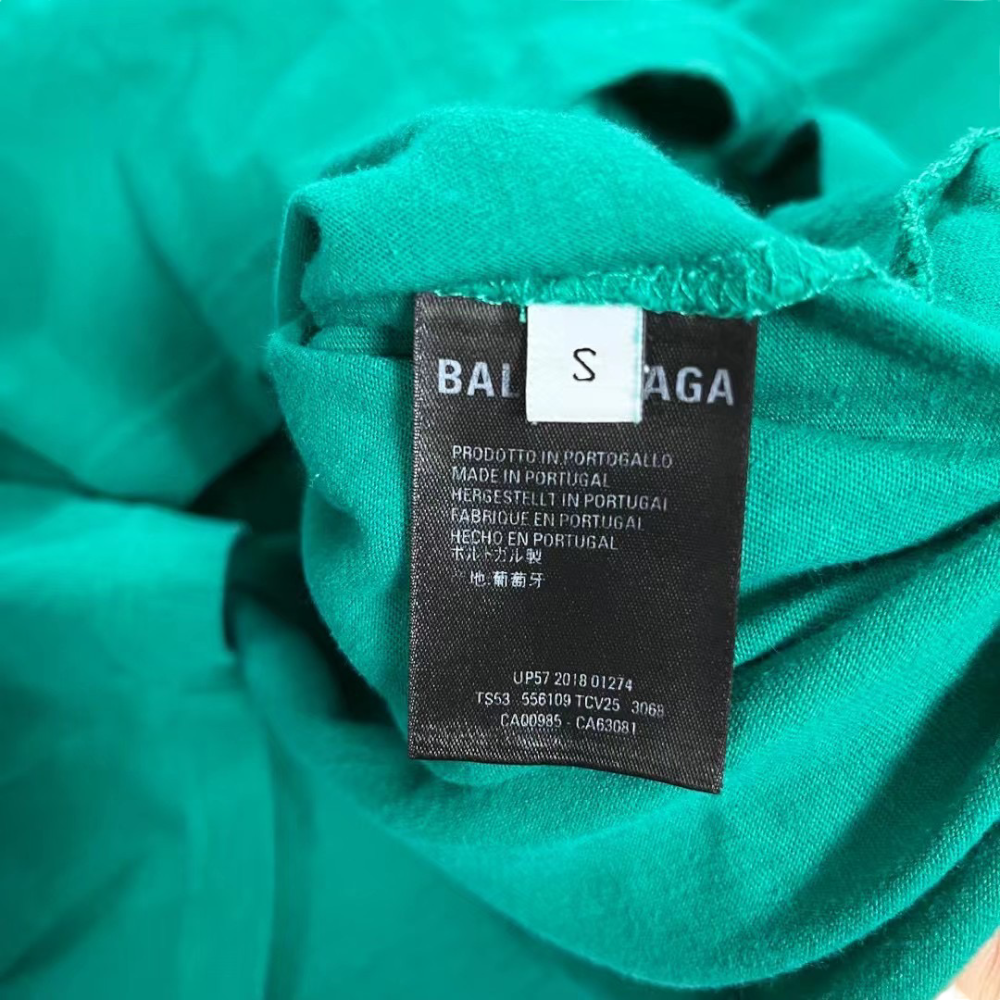 BAL AGA
S
PRODOTTO IN PORTOGALLO
MADE IN PORTUGAL
HERGESTELLT IN PORTUGAL
FABRIQUE EN PORTUGAL
HECHO EN PORTUGAL
ポルトガル製
地:葡萄牙
UP57 2018 01274
TS53 556109 TCV25 3068
CA00985 - CA63081